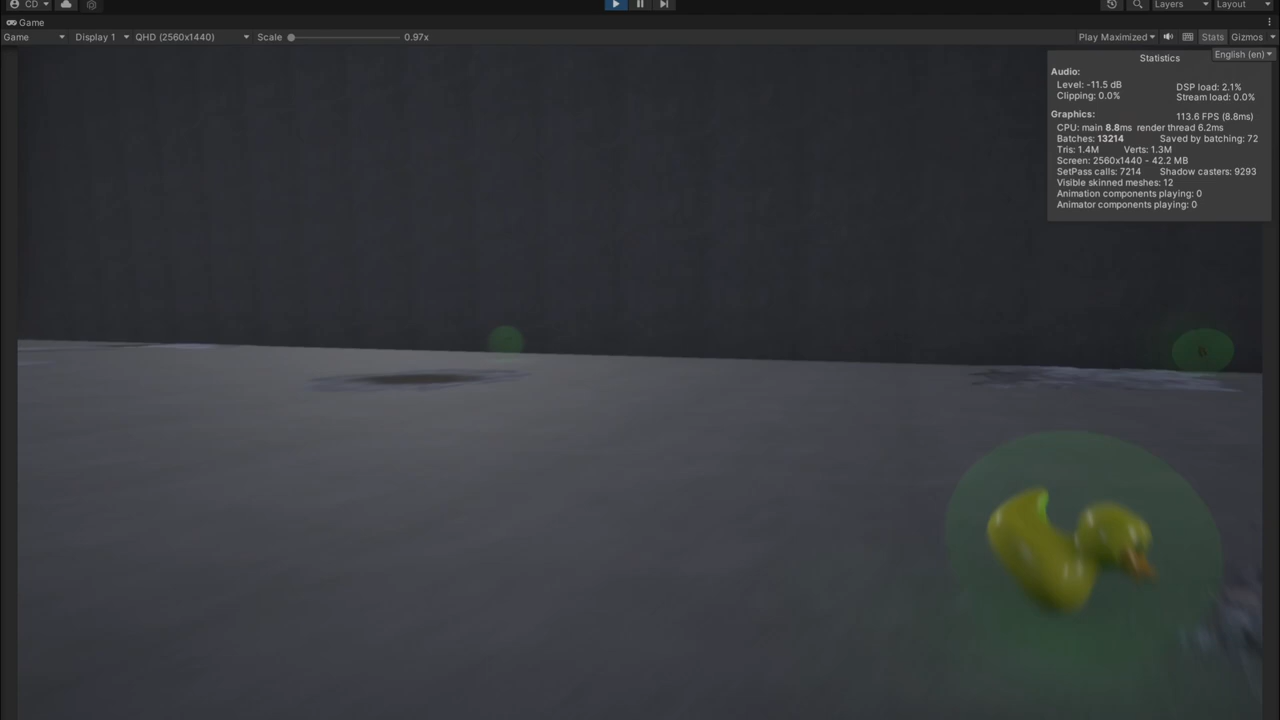 CD
Layers Layout
Game
Game Display 1 QHD (2560x1440) Scale 0.97x Play Maximized Stats Gizmos
English (en)
Statistics
Audio:
Level: -11.5 dB DSP load: 2.1%
Clipping: 0.0% Stream load: 0.0%
Graphics: 113.6 FPS (8.8ms)
CPU: main 8.8ms render thread 6.2ms
Batches: 13214 Saved by batching: 72
Tris: 1.4M Verts: 1.3M
Screen: 2560x1440 - 42.2 MB
SetPass calls: 7214 Shadow casters: 9293
Visible skinned meshes: 12
Animation components playing: 0
Animator components playing: 0